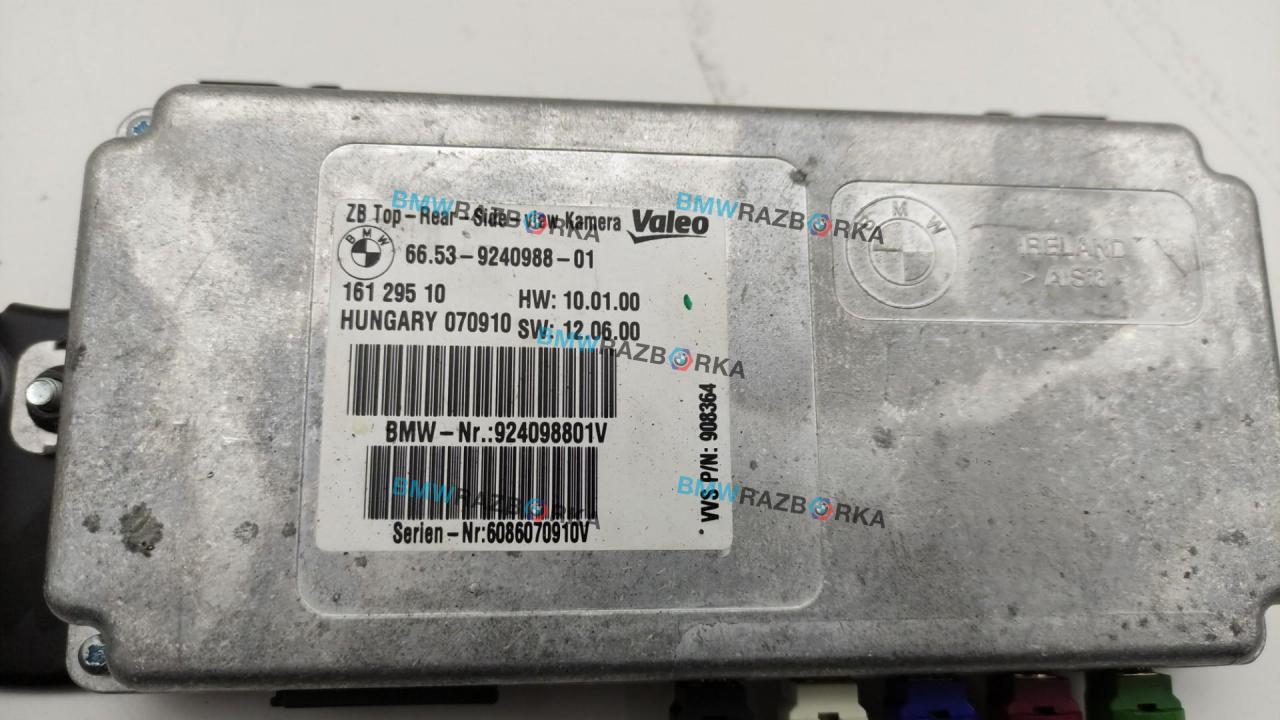 ZB Top-Rear-Side-view Kamera
Valeo
BMW
66.53-9240988-01
161 295 10
HW: 10.01.00
HUNGARY 070910
SW: 12.06.00
BMW-Nr.:924098801V
Serien-Nr:6086070910V
VVS P/N: 908364
BMW
IRELAND
BMWRAZBORKA
BMWRAZBORKA
BMWRAZBORKA
BMWRAZBORKA
BMWRAZBORKA